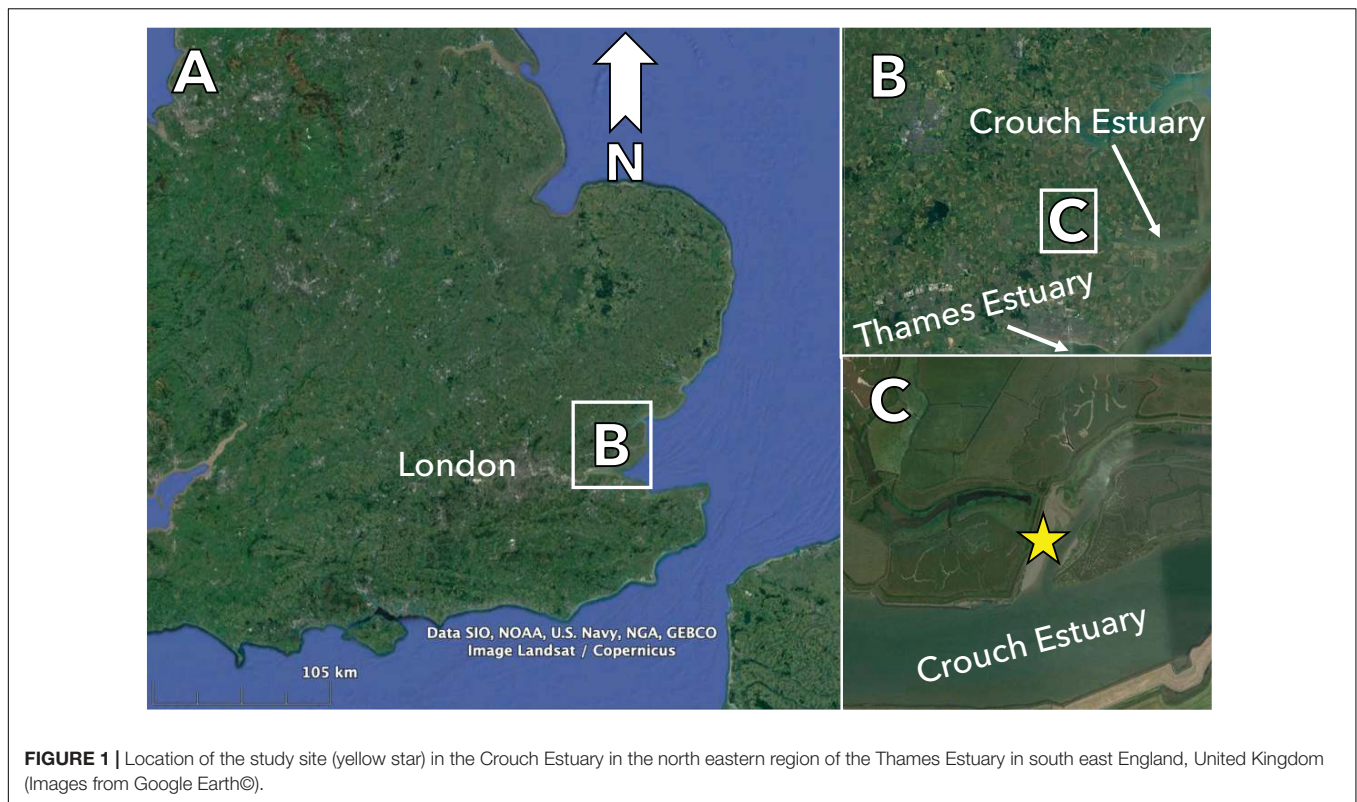 A
N
B
London
Data SIO, NOAA, U.S. Navy, NGA, GEBCO
Image Landsat / Copernicus
105 km
B
Crouch Estuary
C
Thames Estuary
C
Crouch Estuary
FIGURE 1 | Location of the study site (yellow star) in the Crouch Estuary in the north eastern region of the Thames Estuary in south east England, United Kingdom
(Images from Google Earth©).